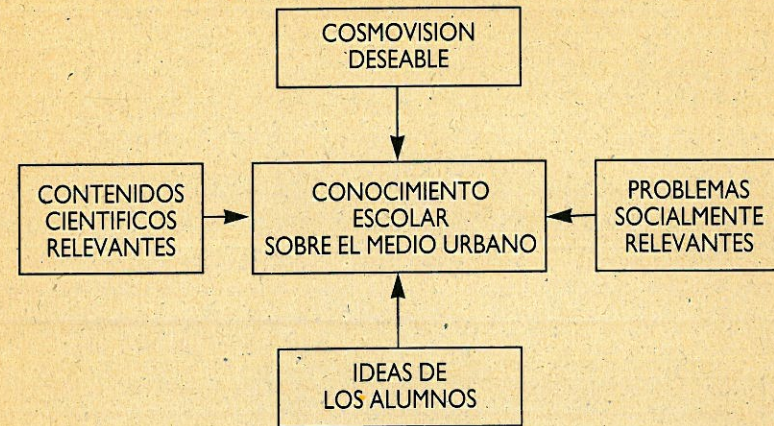 COSMOVISION
DESEABLE
CONTENIDOS
CIENTIFICOS
RELEVANTES
CONOCIMIENTO
ESCOLAR
SOBRE EL MEDIO URBANO
PROBLEMAS
SOCIALMENTE
RELEVANTES
IDEAS DE
LOS ALUMNOS